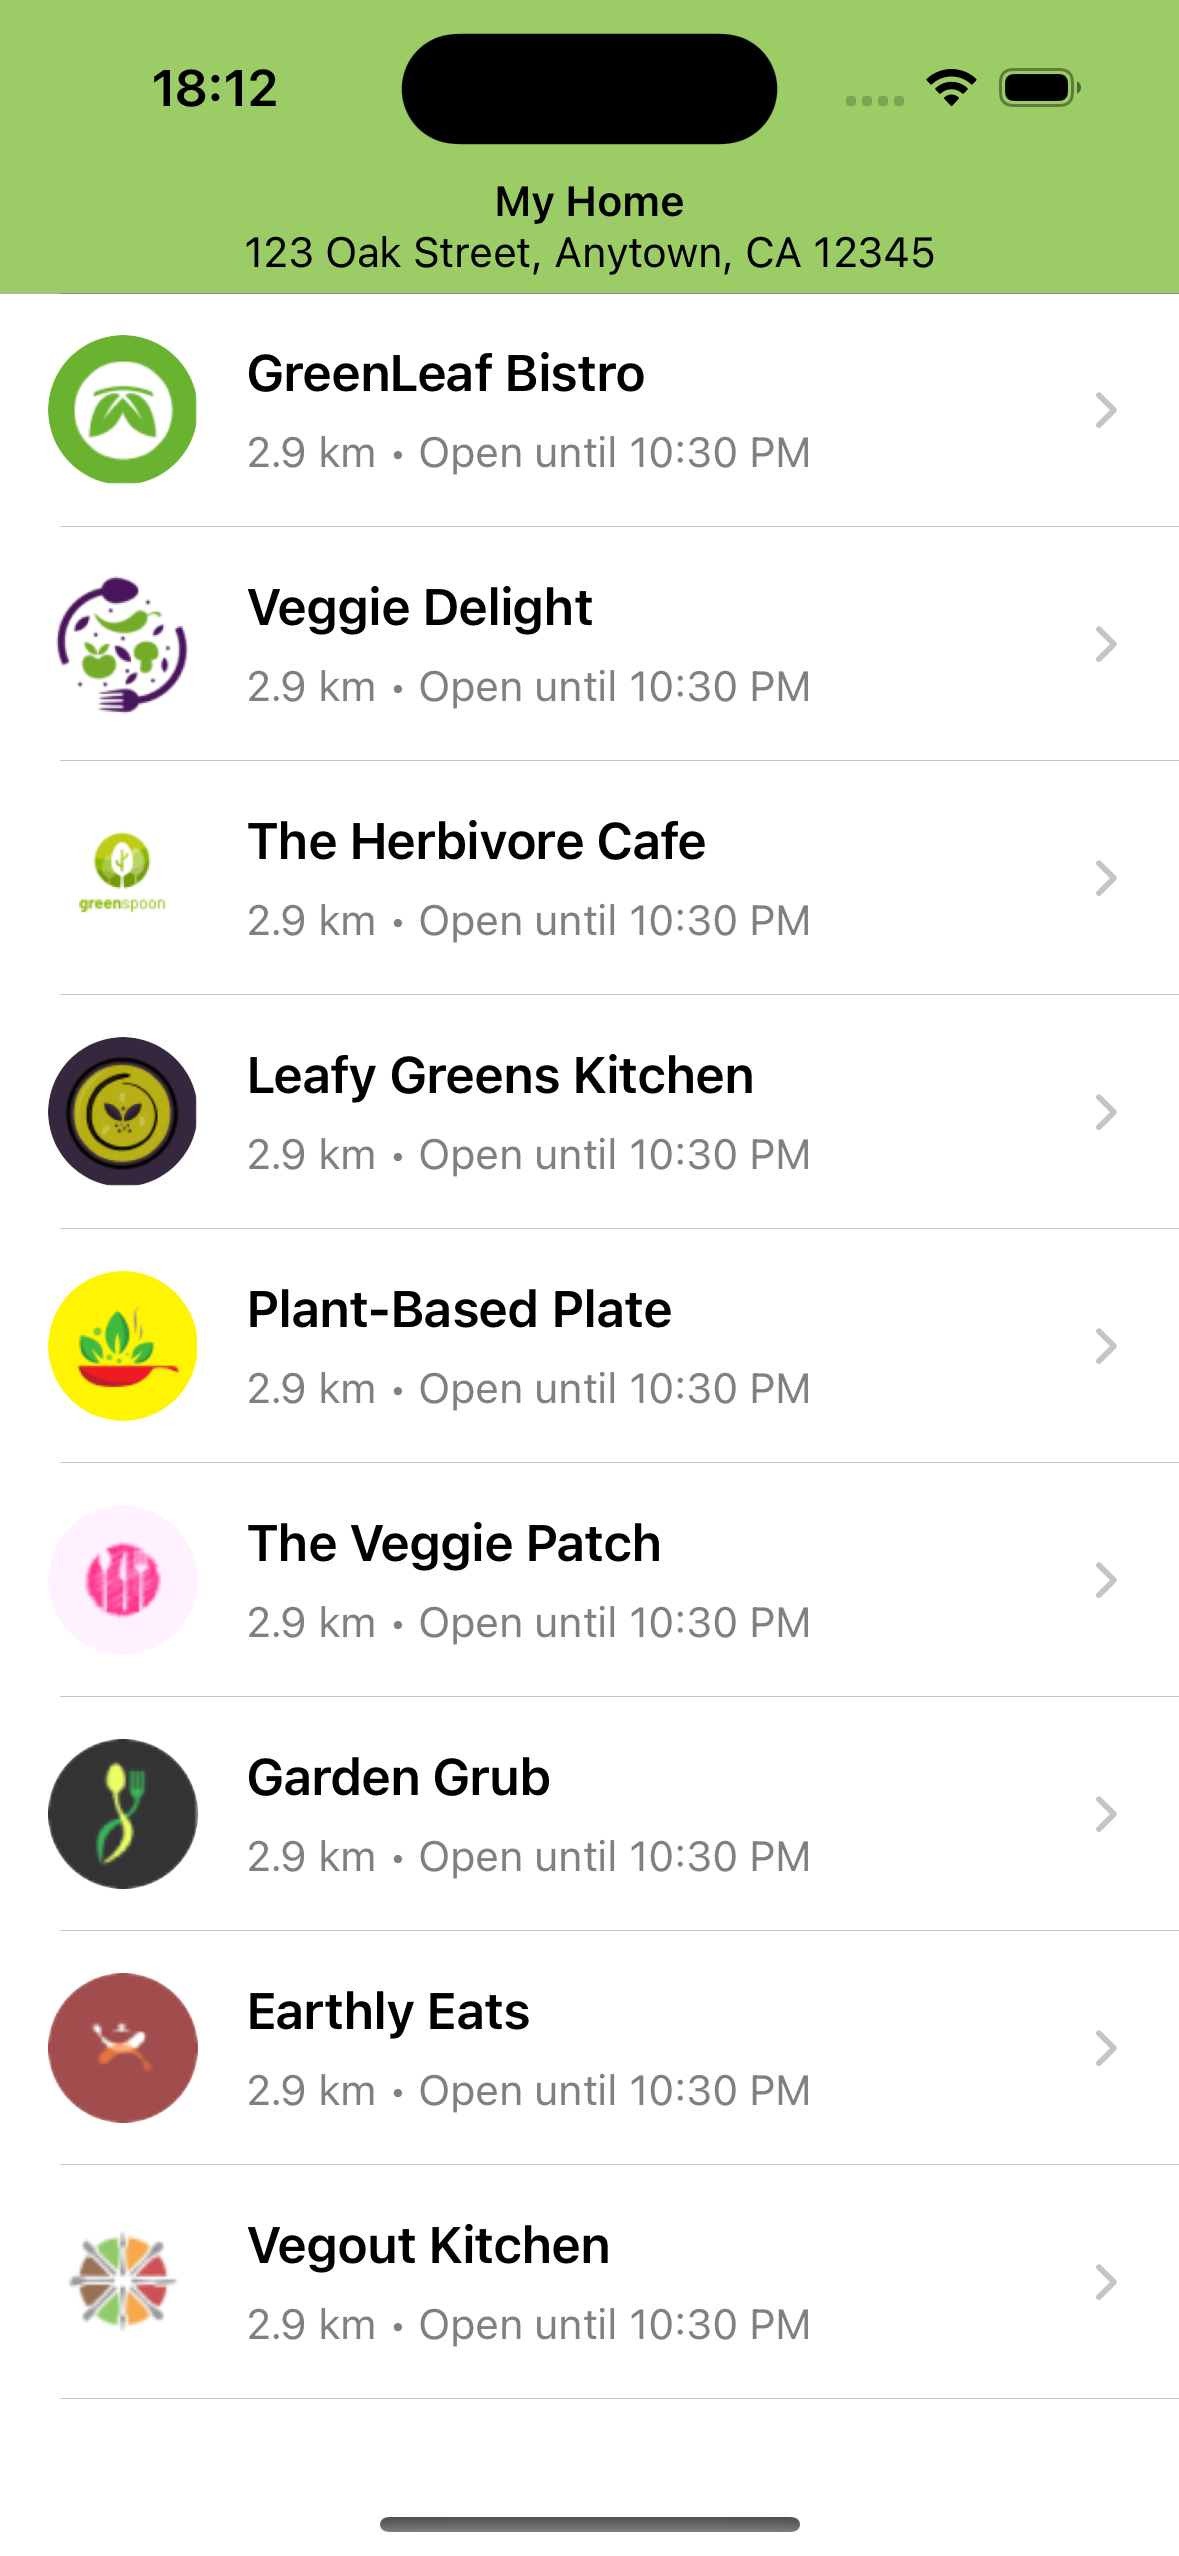 18:12
My Home
123 Oak Street, Anytown, CA 12345
GreenLeaf Bistro
2.9 km • Open until 10:30 PM
Veggie Delight
2.9 km • Open until 10:30 PM
The Herbivore Cafe
greenspoon
2.9 km • Open until 10:30 PM
Leafy Greens Kitchen
2.9 km • Open until 10:30 PM
Plant-Based Plate
2.9 km • Open until 10:30 PM
The Veggie Patch
2.9 km • Open until 10:30 PM
Garden Grub
2.9 km • Open until 10:30 PM
Earthly Eats
2.9 km • Open until 10:30 PM
Vegout Kitchen
2.9 km • Open until 10:30 PM